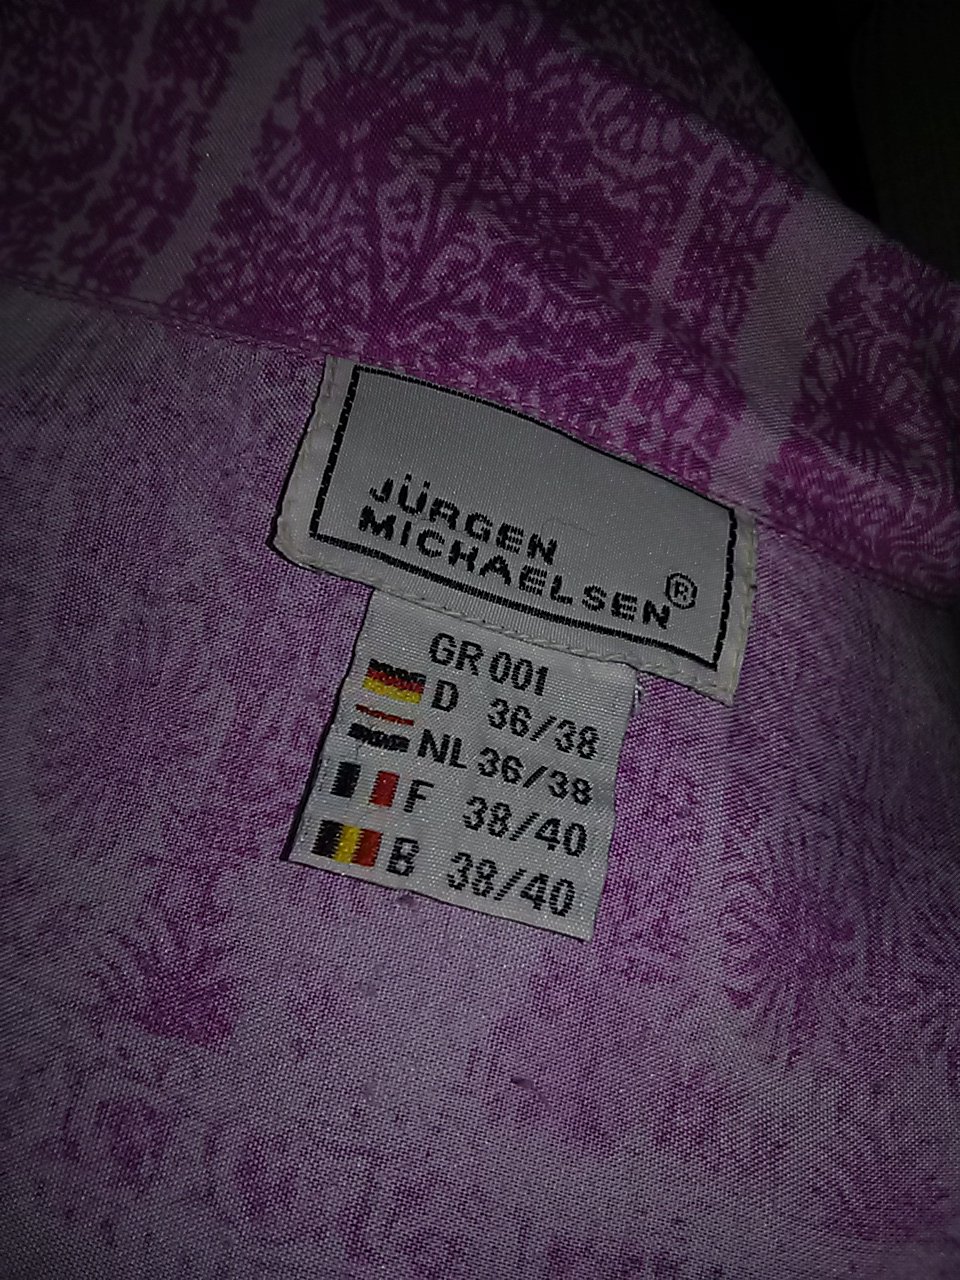 JÜRGEN
MICHAELSEN ®
GR 001
D 36/38
NL 36/38
F 38/40
B 38/40